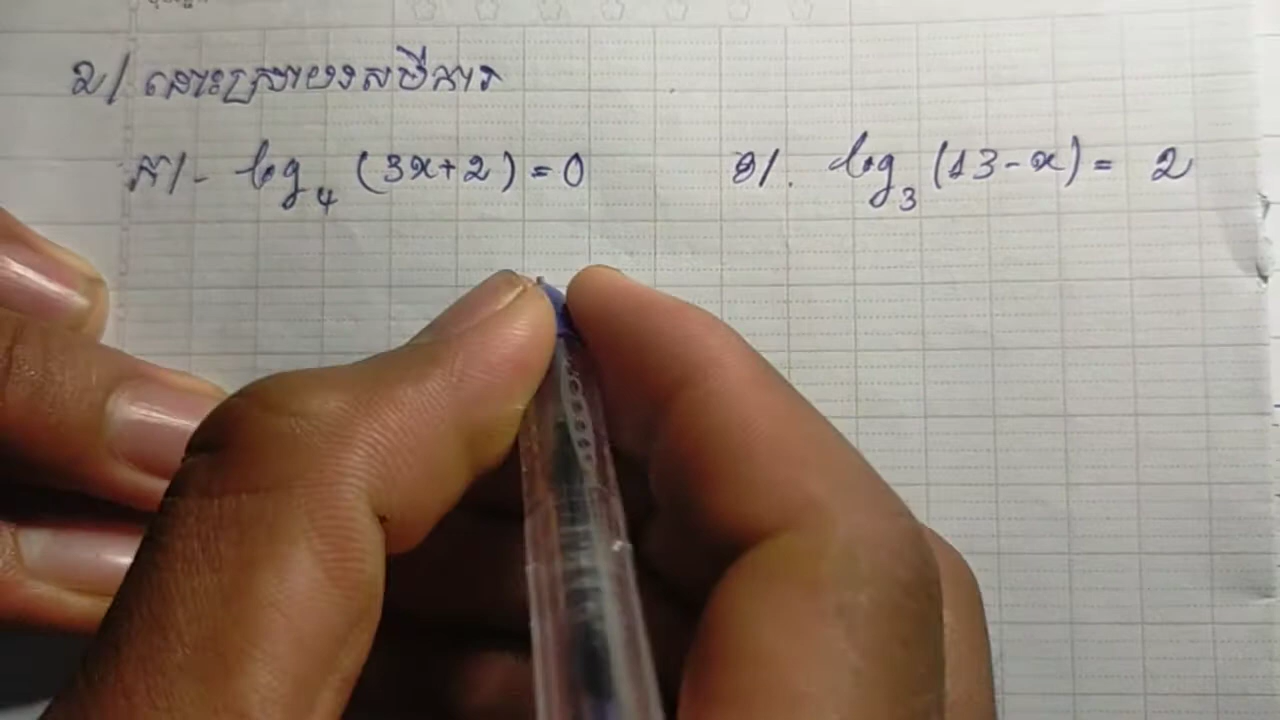 ២/ ដោះស្រាយសមីការ
ក/- log₄ (3x+2) = 0 ខ/. log₃ (13-x) = 2